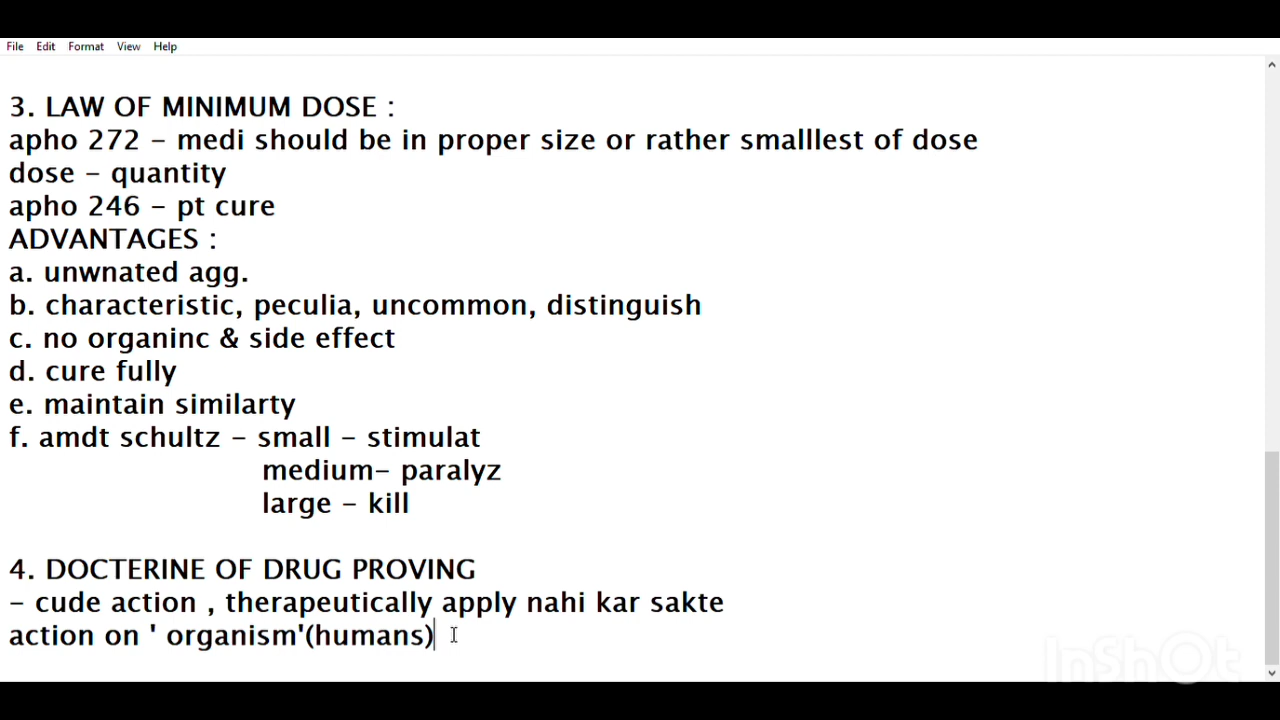 File Edit Format View Help
3. LAW OF MINIMUM DOSE :
apho 272 - medi should be in proper size or rather smalllest of dose
dose - quantity
apho 246 - pt cure
ADVANTAGES :
a. unwnated agg.
b. characteristic, peculia, uncommon, distinguish
c. no organinc & side effect
d. cure fully
e. maintain similarty
f. amdt schultz - small - stimulat
medium- paralyz
large - kill
4. DOCTERINE OF DRUG PROVING
- cude action , therapeutically apply nahi kar sakte
action on ' organism'(humans)
InShOt